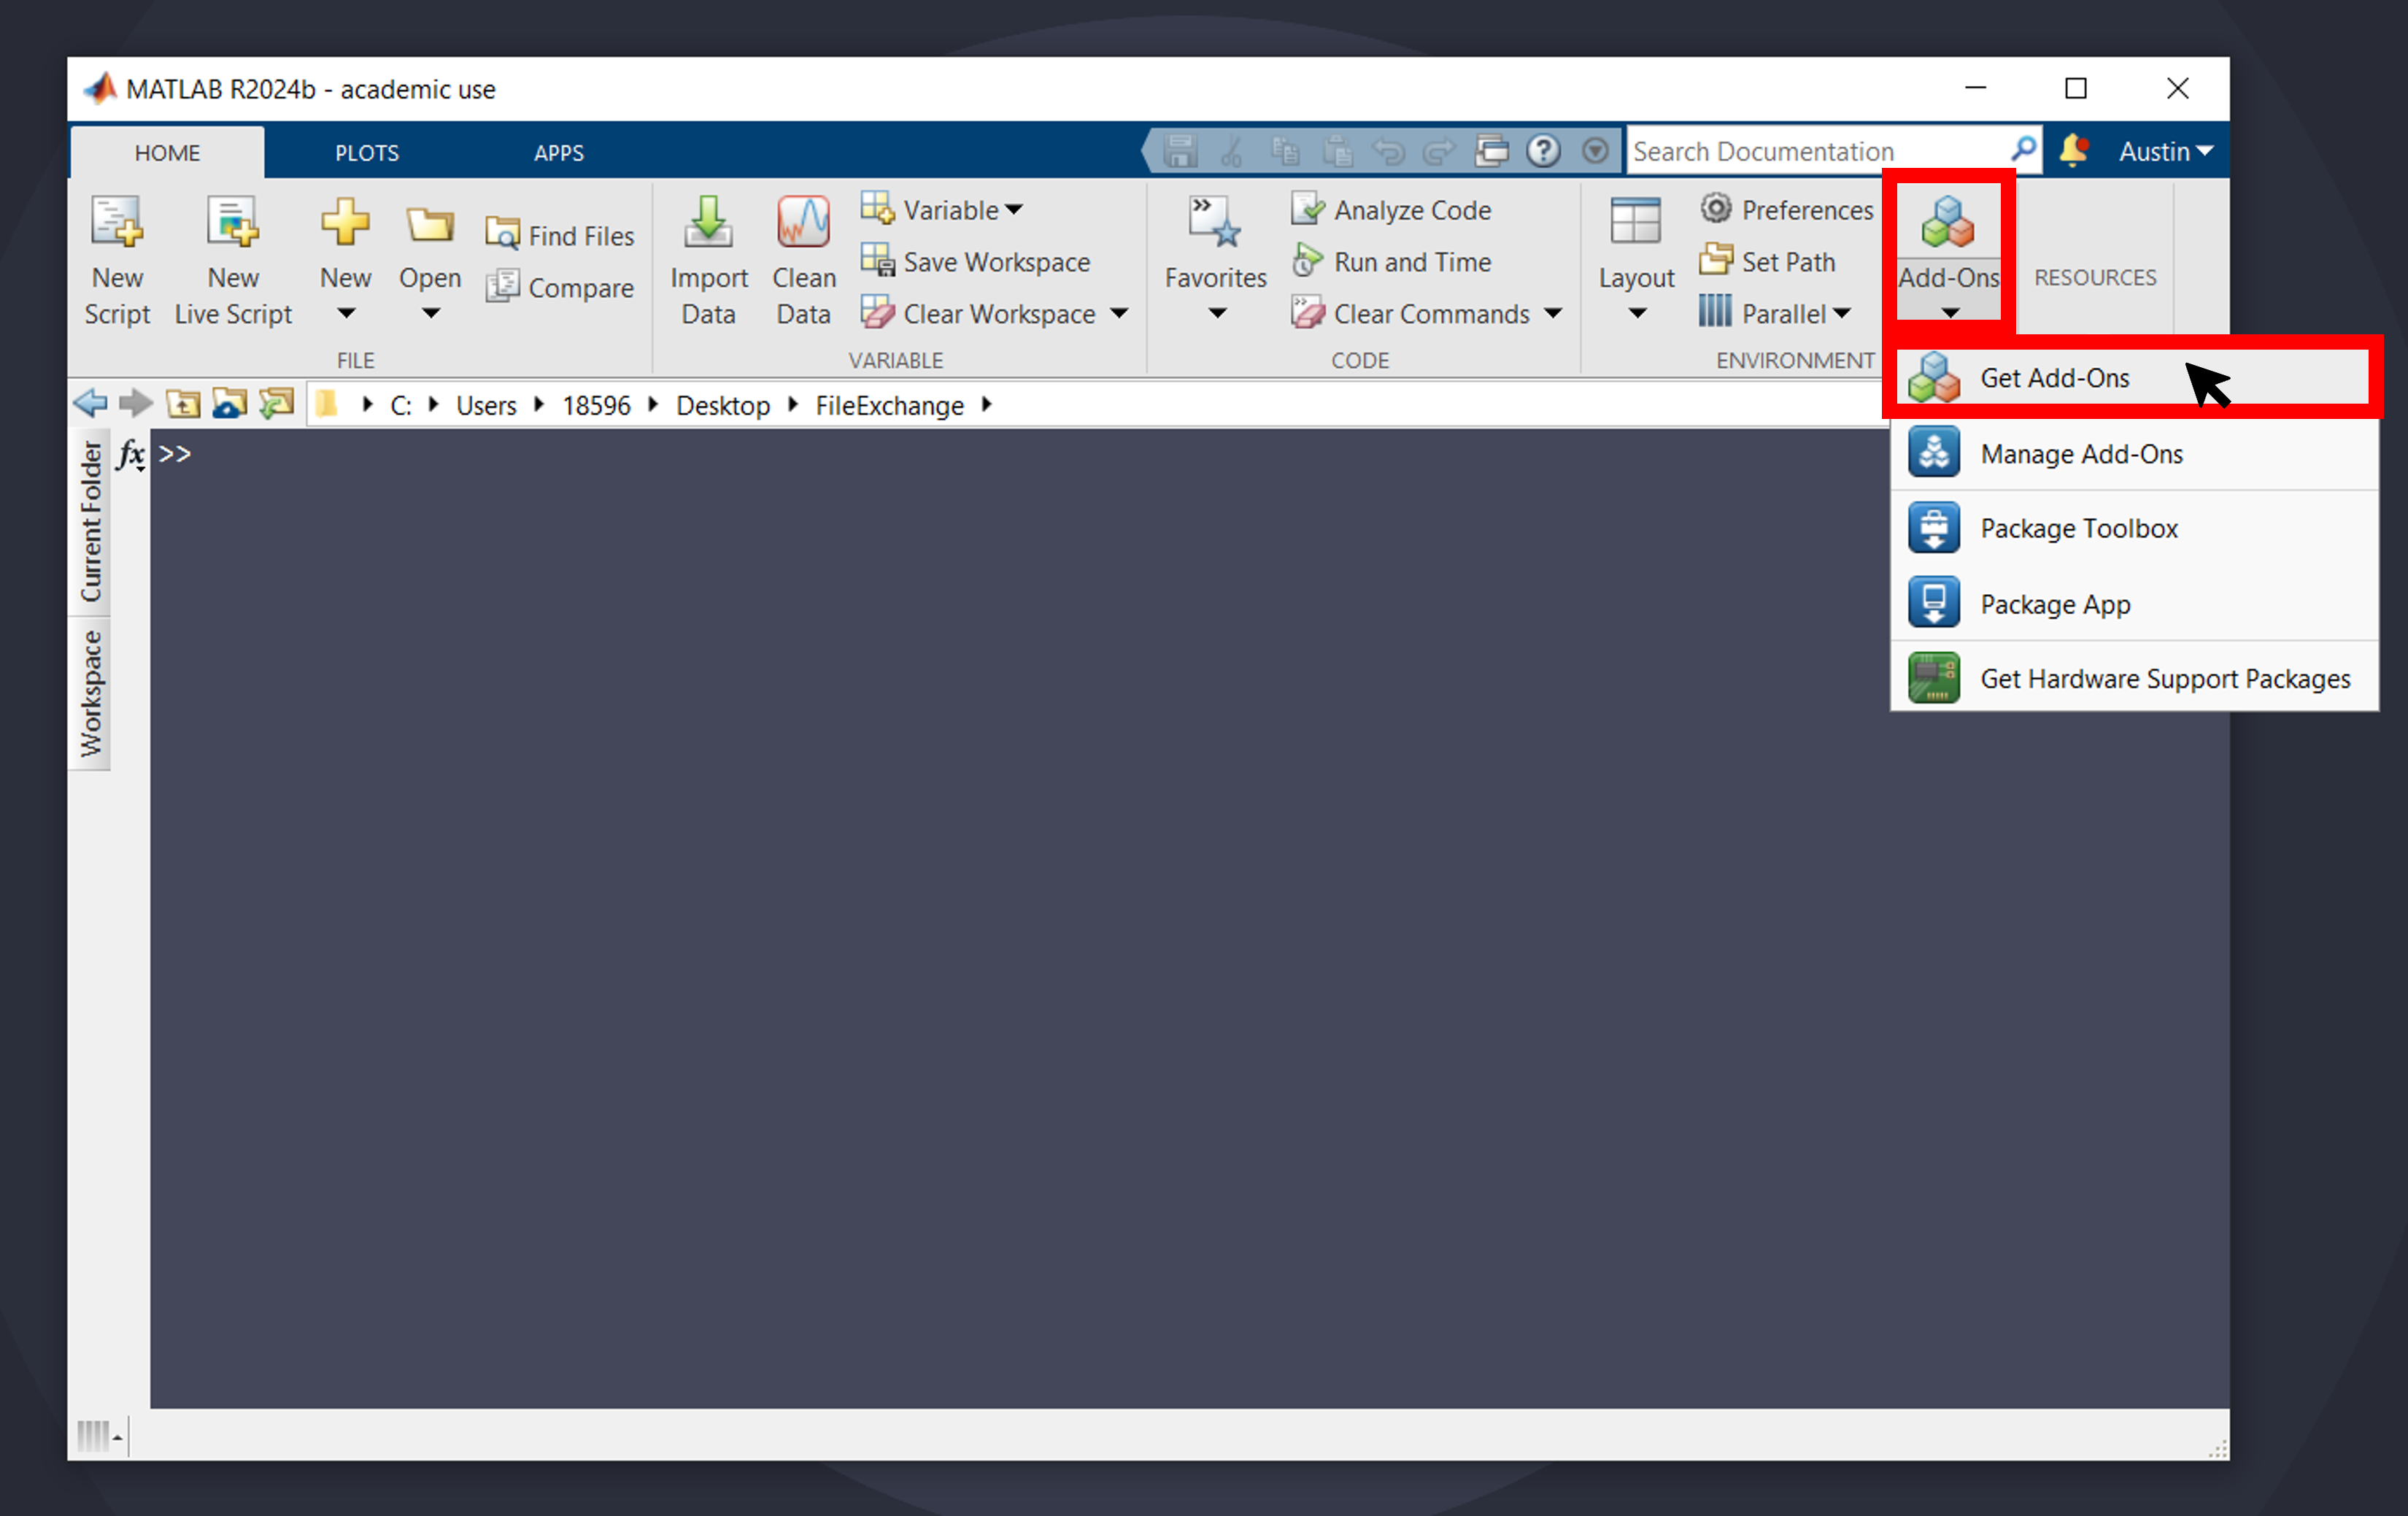 MATLAB R2024b - academic use
HOME
PLOTS
APPS
Search Documentation
Austin
New
Script
New
Live Script
New
Open
Find Files
Compare
FILE
Import
Data
Clean
Data
Variable
Save Workspace
Clear Workspace
VARIABLE
Favorites
Analyze Code
Run and Time
Clear Commands
CODE
Layout
Preferences
Set Path
Parallel
ENVIRONMENT
Add-Ons
RESOURCES
Get Add-Ons
Manage Add-Ons
Package Toolbox
Package App
Get Hardware Support Packages
C: Users 18596 Desktop FileExchange
Current Folder
Workspace
fx >>